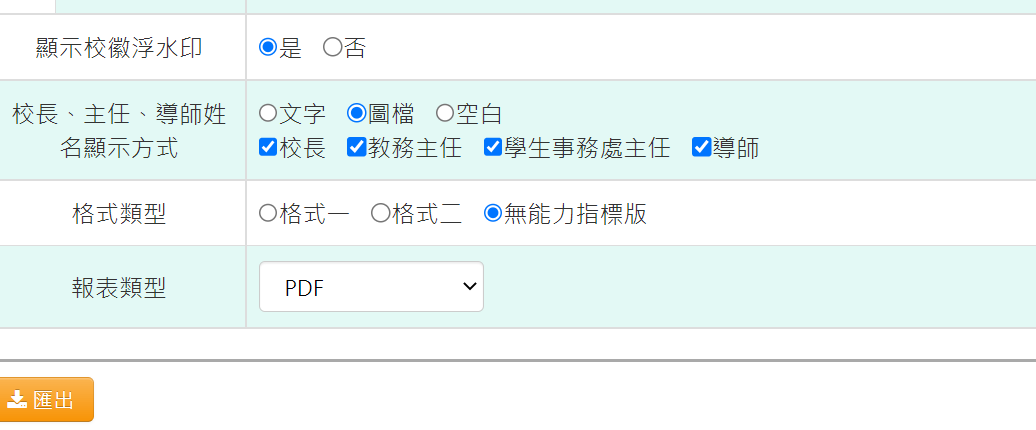 顯示校徽浮水印 是 否
校長、主任、導師姓名顯示方式 文字 圖檔 空白
校長 教務主任 學生事務處主任 導師
格式類型 格式一 格式二 無能力指標版
報表類型 PDF
匯出